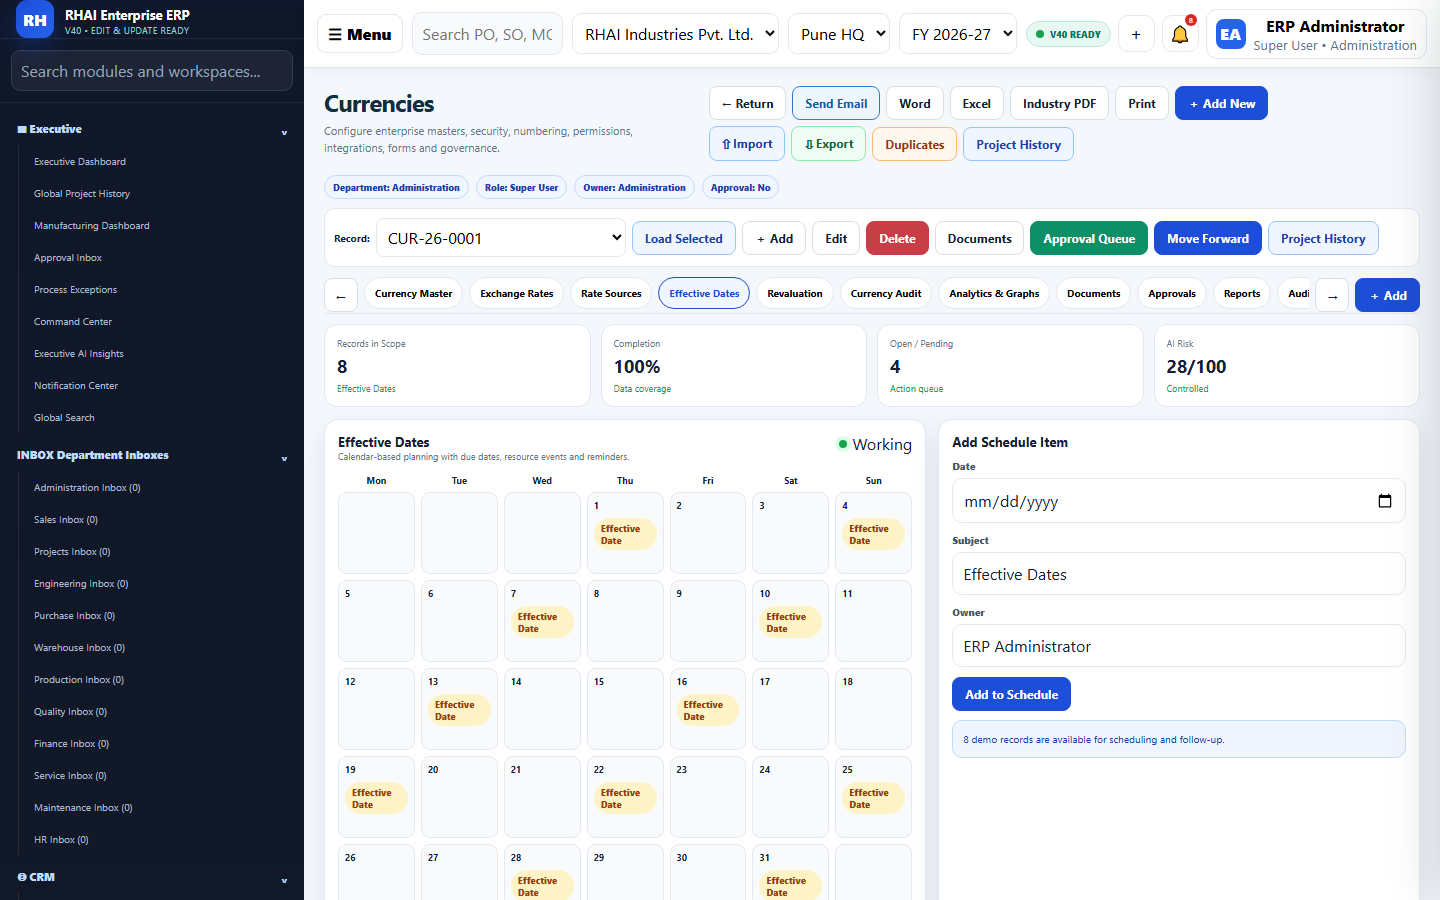 RH
RHAI Enterprise ERP
V40 • EDIT & UPDATE READY
Search modules and workspaces...
Executive
Executive Dashboard
Global Project History
Manufacturing Dashboard
Approval Inbox
Process Exceptions
Command Center
Executive AI Insights
Notification Center
Global Search
INBOX Department Inboxes
Administration Inbox (0)
Sales Inbox (0)
Projects Inbox (0)
Engineering Inbox (0)
Purchase Inbox (0)
Warehouse Inbox (0)
Production Inbox (0)
Quality Inbox (0)
Finance Inbox (0)
Service Inbox (0)
Maintenance Inbox (0)
HR Inbox (0)
CRM
☰ Menu
Search PO, SO, MO
RHAI Industries Pvt. Ltd.
Pune HQ
FY 2026-27
V40 READY
+
8
EA
ERP Administrator
Super User • Administration
Currencies
Configure enterprise masters, security, numbering, permissions,
integrations, forms and governance.
← Return
Send Email
Word
Excel
Industry PDF
Print
+ Add New
⇧ Import
⇩ Export
Duplicates
Project History
Department: Administration
Role: Super User
Owner: Administration
Approval: No
Record:
CUR-26-0001
Load Selected
+ Add
Edit
Delete
Documents
Approval Queue
Move Forward
Project History
←
Currency Master
Exchange Rates
Rate Sources
Effective Dates
Revaluation
Currency Audit
Analytics & Graphs
Documents
Approvals
Reports
Audi
→
+ Add
Records in Scope
8
Effective Dates
Completion
100%
Data coverage
Open / Pending
4
Action queue
AI Risk
28/100
Controlled
Effective Dates
Calendar-based planning with due dates, resource events and reminders.
Working
Mon Tue Wed Thu Fri Sat Sun
1 2 3 4
Effective Date
Effective Date
5 6 7 8 9 10 11
Effective Date
Effective Date
12 13 14 15 16 17 18
Effective Date
Effective Date
19 20 21 22 23 24 25
Effective Date
Effective Date
Effective Date
26 27 28 29 30 31
Effective Date
Effective Date
Add Schedule Item
Date
mm/dd/yyyy
Subject
Effective Dates
Owner
ERP Administrator
Add to Schedule
8 demo records are available for scheduling and follow-up.